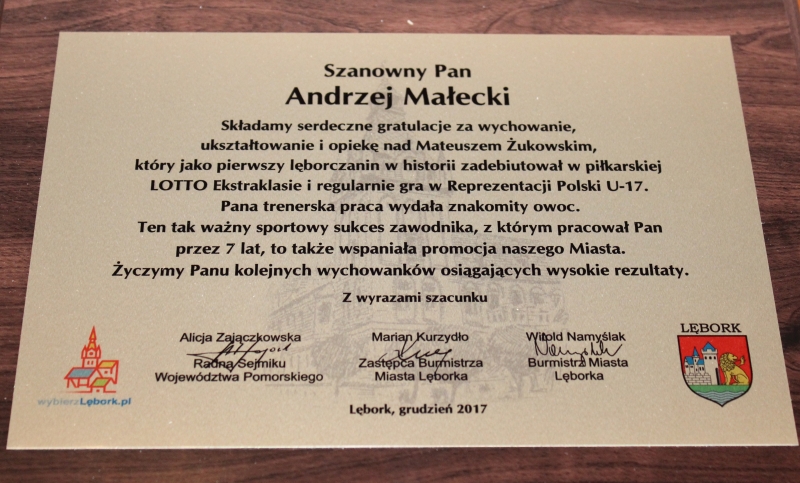 Szanowny Pan
Andrzej Małecki
Składamy serdeczne gratulacje za wychowanie,
ukształtowanie i opiekę nad Mateuszem Żukowskim,
który jako pierwszy lęborczanin w historii zadebiutował w piłkarskiej
LOTTO Ekstraklasie i regularnie gra w Reprezentacji Polski U-17.
Pana trenerska praca wydała znakomity owoc.
Ten tak ważny sportowy sukces zawodnika, z którym pracował Pan
przez 7 lat, to także wspaniała promocja naszego Miasta.
Życzymy Panu kolejnych wychowanków osiągających wysokie rezultaty.
Z wyrazami szacunku
Alicja Zajączkowska
Radna Sejmiku
Województwa Pomorskiego
Marian Kurzydło
Zastępca Burmistrza
Miasta Lęborka
Witold Namyślak
Burmistrz Miasta
Lęborka
LĘBORK
wybierzLębork.pl
Lębork, grudzień 2017